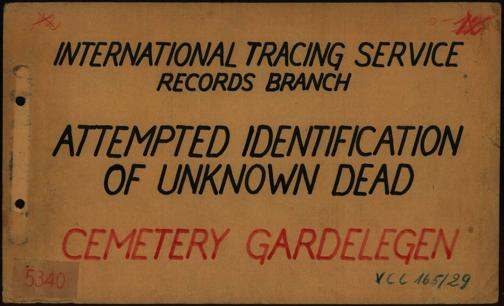 INTERNATIONAL TRACING SERVICE
RECORDS BRANCH
ATTEMPTED IDENTIFICATION
OF UNKNOWN DEAD
CEMETERY GARDELEGEN
5340
VCC 165/29